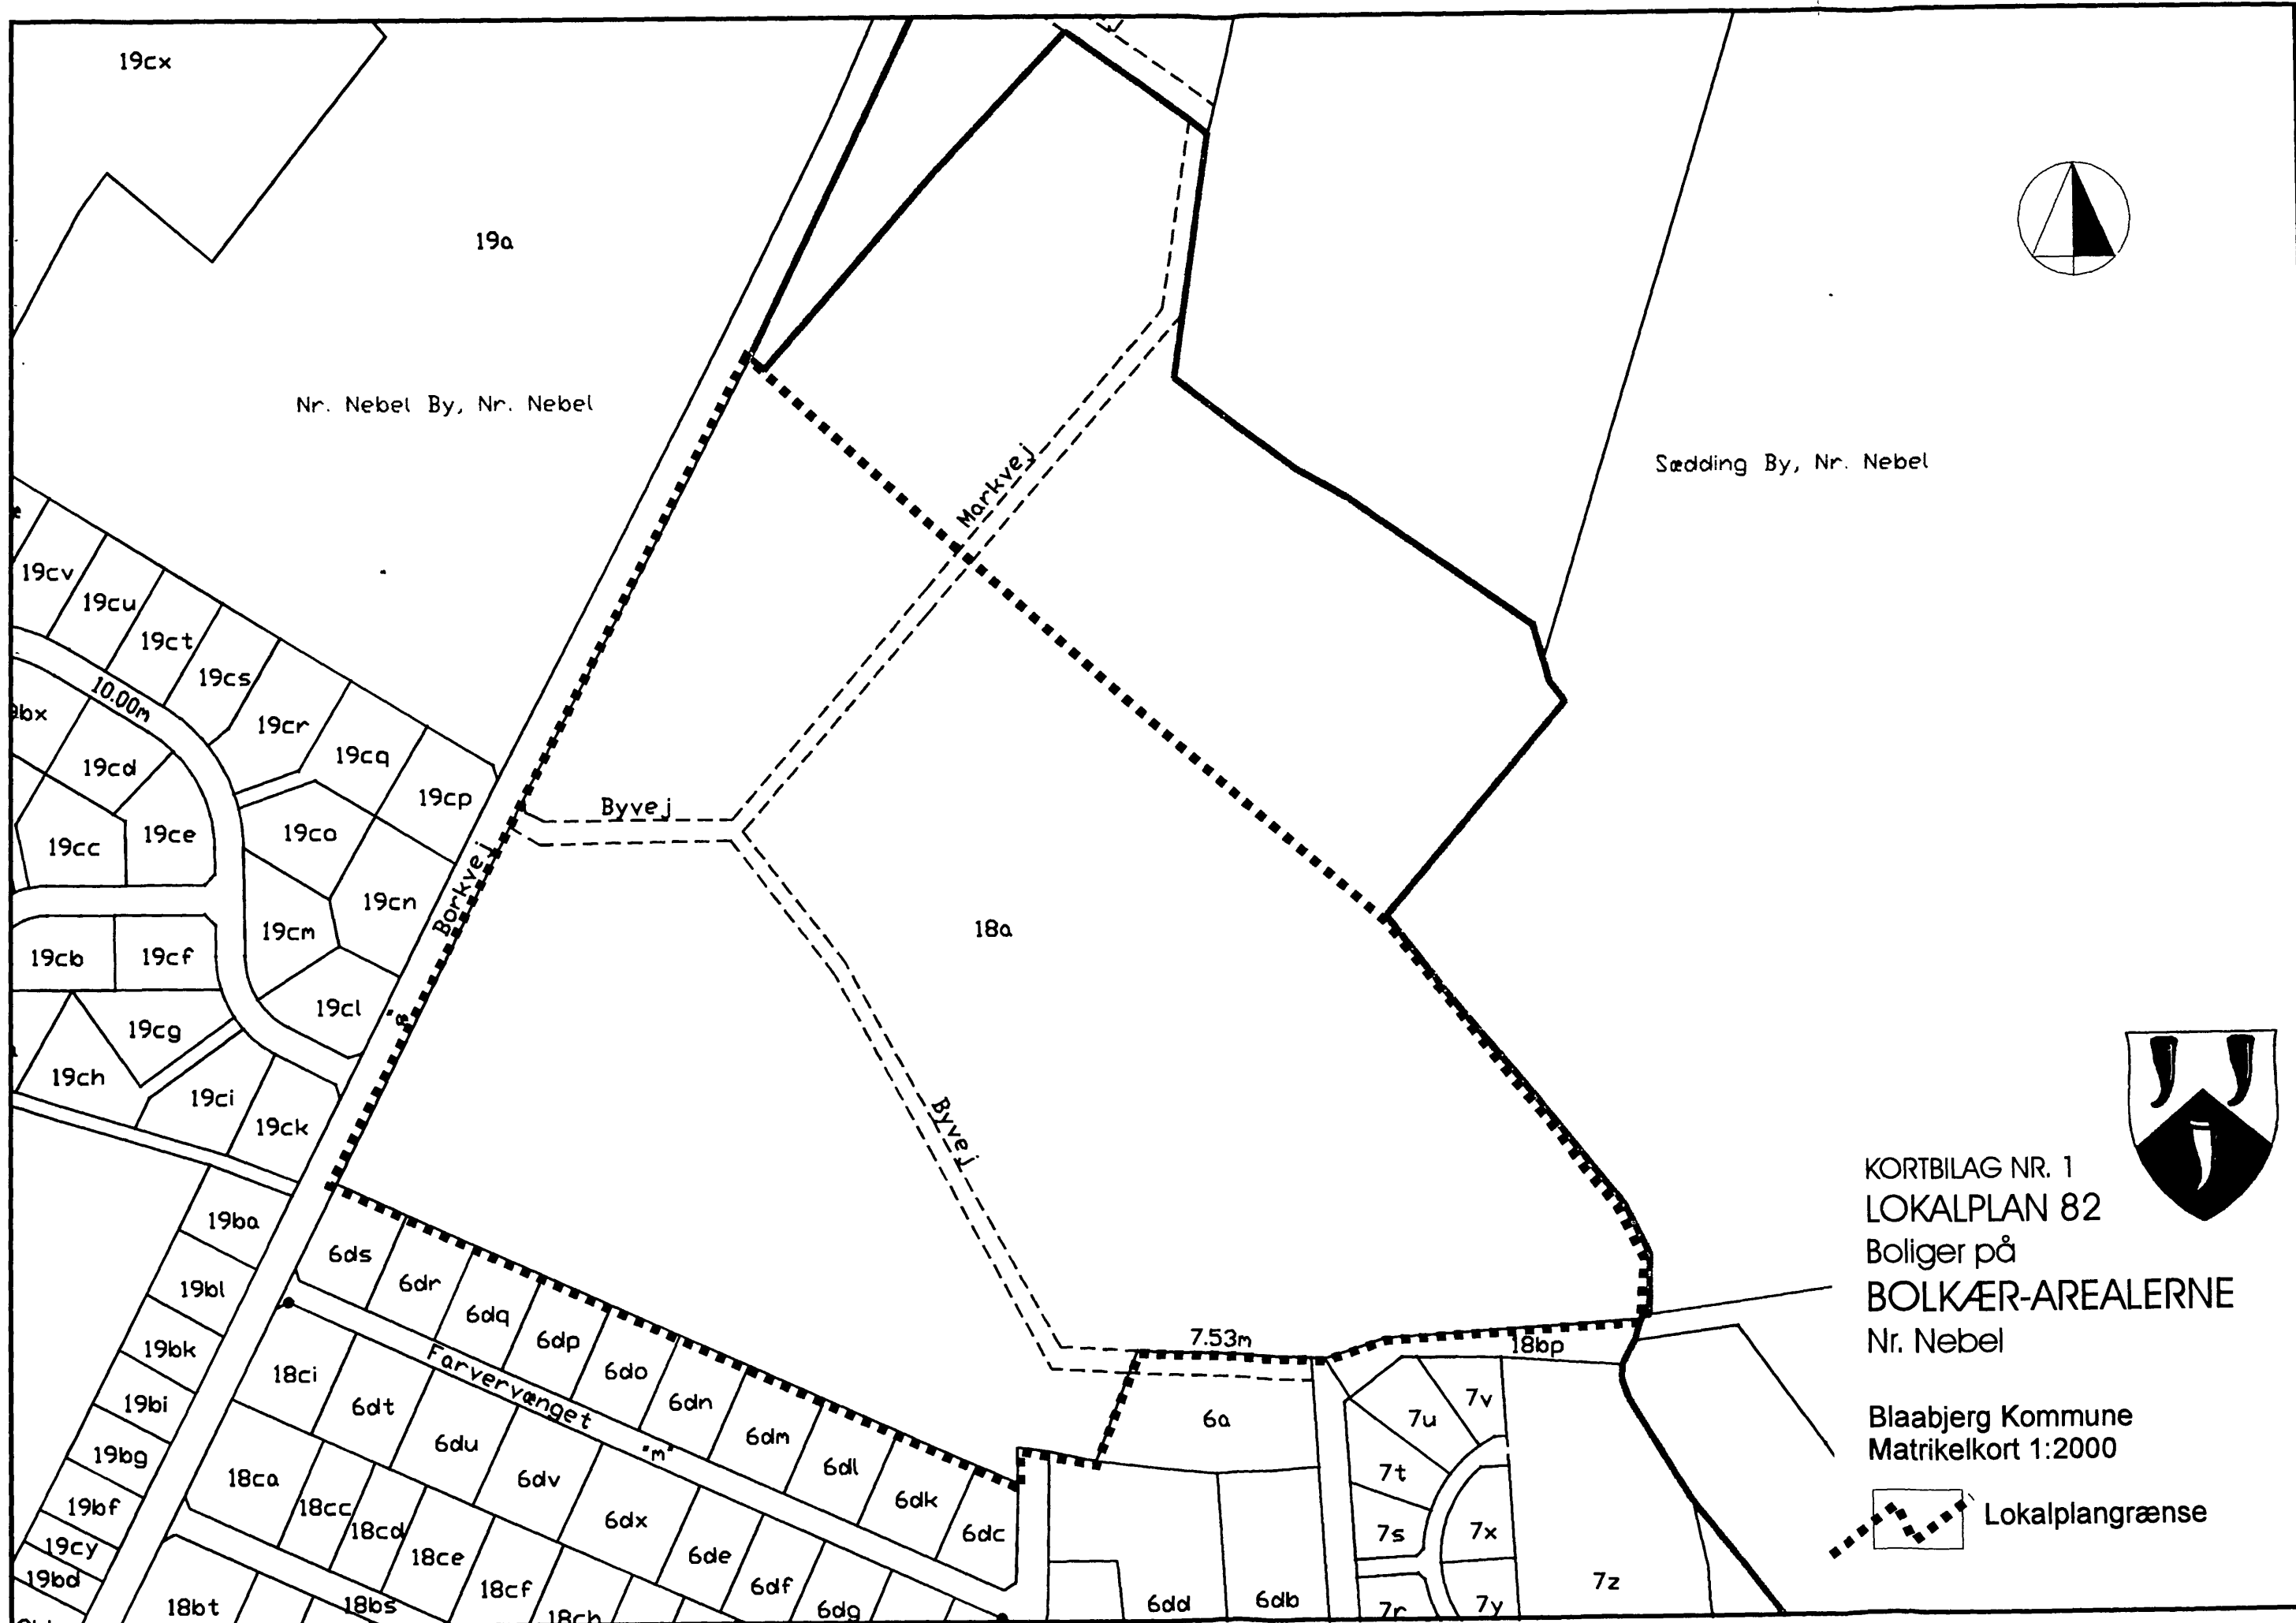 19cx
19a
Nr. Nebel By, Nr. Nebel
Markvej
Sædding By, Nr. Nebel
19cv
19cu
19ct
19cs
10.00m
19cr
19cq
19cp
19cd
19cc
19ce
19co
19cn
19cm
19cb
19cf
19cl
19cg
19ch
19ci
19ck
Byvej
Borkvej
18a
Byvej
19ba
19bl
19bk
19bi
19bg
19bf
19cy
19bd
6ds
6dr
6dq
6dp
6do
6dn
6dm
6dl
6dk
6dc
Farvervænget
"m"
18ci
6dt
6du
6dv
6dx
6de
6df
6dg
18ca
18cc
18cd
18ce
18cf
18ch
18bt
18bs
7.53m
18bp
6a
7v
7u
7t
7s
7x
7r
7y
7z
6dd
6db
KORTBILAG NR. 1
LOKALPLAN 82
Boliger på
BOLKÆR-AREALERNE
Nr. Nebel
Blaabjerg Kommune
Matrikelkort 1:2000
Lokalplangrænse